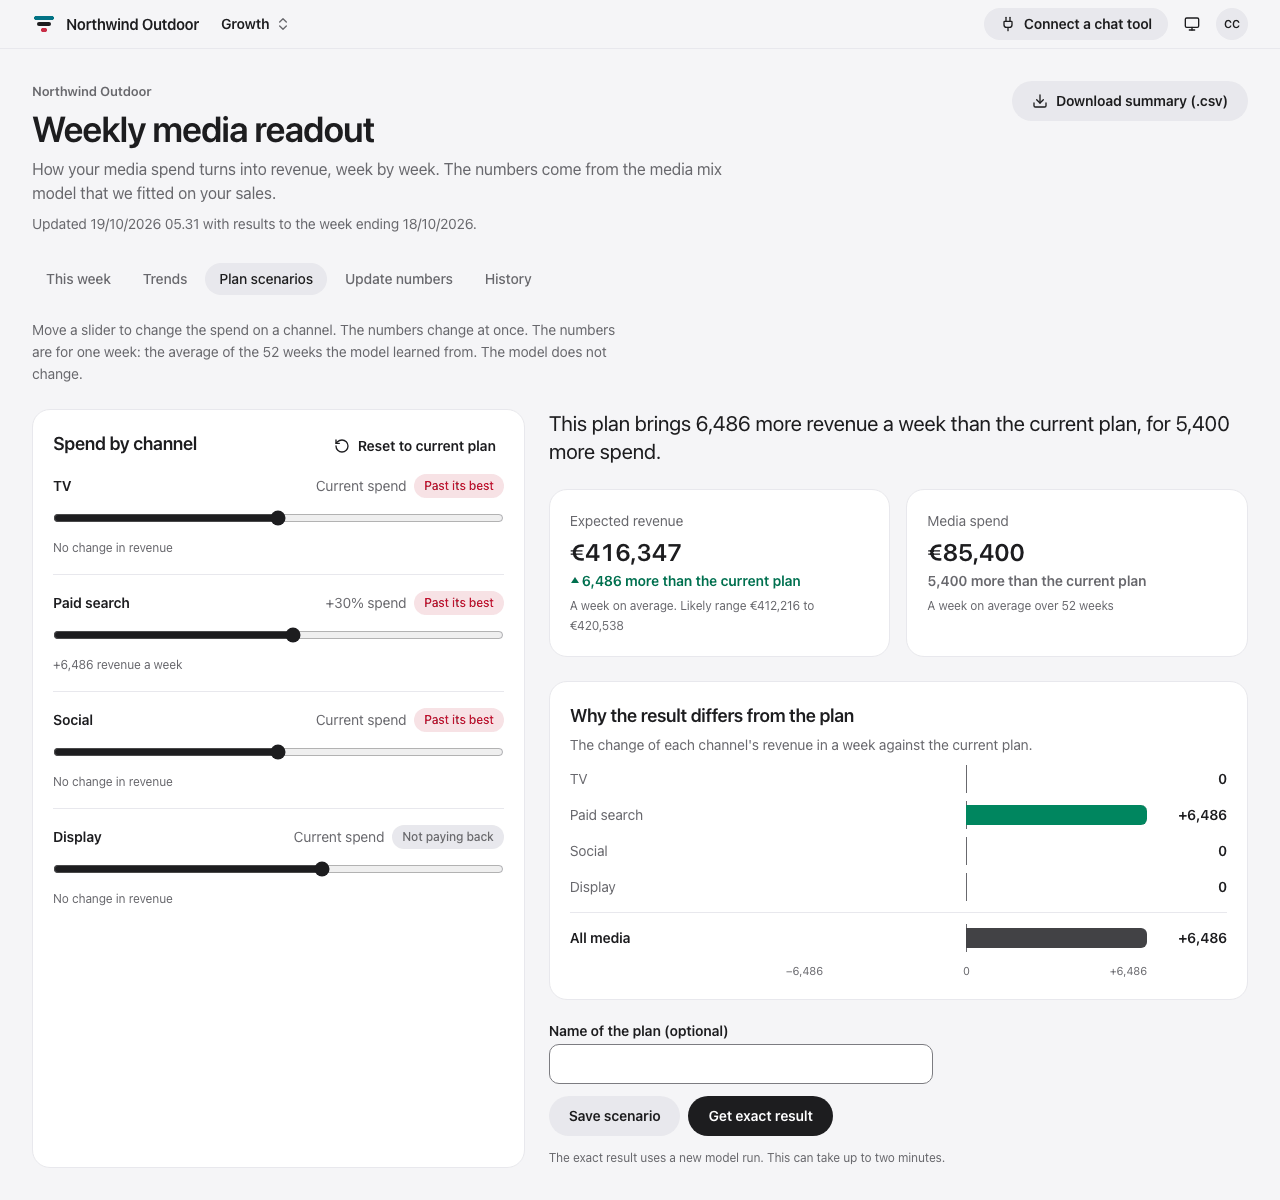 Northwind Outdoor
Growth
Connect a chat tool
CC
Northwind Outdoor
Download summary (.csv)
Weekly media readout
How your media spend turns into revenue, week by week. The numbers come from the media mix
model that we fitted on your sales.
Updated 19/10/2026 05.31 with results to the week ending 18/10/2026.
This week
Trends
Plan scenarios
Update numbers
History
Move a slider to change the spend on a channel. The numbers change at once. The numbers
are for one week: the average of the 52 weeks the model learned from. The model does not
change.
Spend by channel
Reset to current plan
TV
Current spend
Past its best
No change in revenue
Paid search
+30% spend
Past its best
+6,486 revenue a week
Social
Current spend
Past its best
No change in revenue
Display
Current spend
Not paying back
No change in revenue
This plan brings 6,486 more revenue a week than the current plan, for 5,400
more spend.
Expected revenue
€416,347
6,486 more than the current plan
A week on average. Likely range €412,216 to
€420,538
Media spend
€85,400
5,400 more than the current plan
A week on average over 52 weeks
Why the result differs from the plan
The change of each channel's revenue in a week against the current plan.
TV
0
Paid search
+6,486
Social
0
Display
0
All media
+6,486
−6,486
0
+6,486
Name of the plan (optional)
Save scenario
Get exact result
The exact result uses a new model run. This can take up to two minutes.